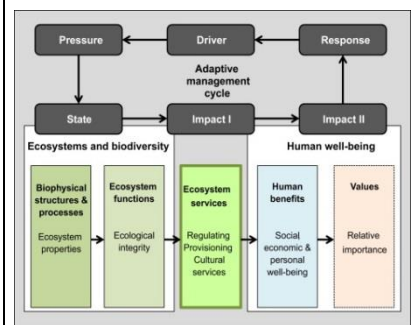 Pressure
Driver
Response
Adaptive
management
cycle
State
Impact I
Impact II
Ecosystems and biodiversity
Human well-being
Biophysical
structures &
processes
Ecosystem
properties
Ecosystem
functions
Ecological
integrity
Ecosystem
services
Regulating
Provisioning
Cultural
services
Human
benefits
Social,
economic &
personal
well-being
Values
Relative
importance